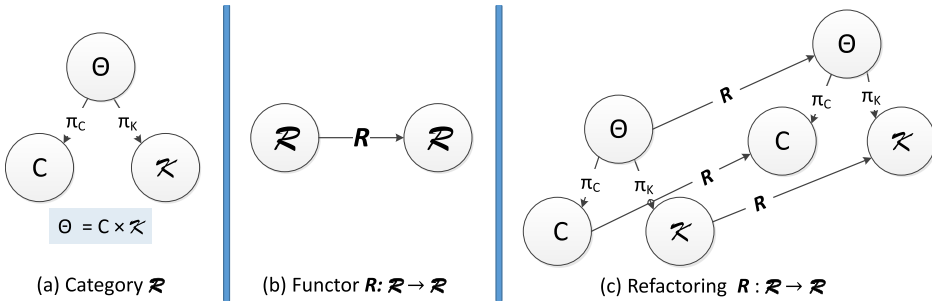 Θ
π_C π_K
C 𝒦
Θ = C × 𝒦
(a) Category 𝓡
𝓡 R 𝓡
(b) Functor R: 𝓡 → 𝓡
Θ
R
π_C π_K
Θ
C
𝒦
π_C π_K
R
R
C
𝒦
(c) Refactoring R : 𝓡 → 𝓡